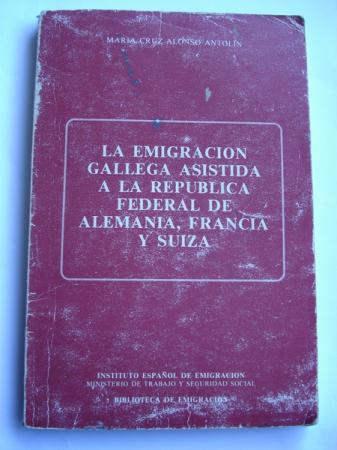 MARIA CRUZ ALONSO ANTOLIN
LA EMIGRACION
GALLEGA ASISTIDA
A LA REPUBLICA
FEDERAL DE
ALEMANIA, FRANCIA
Y SUIZA
INSTITUTO ESPAÑOL DE EMIGRACION
MINISTERIO DE TRABAJO Y SEGURIDAD SOCIAL
BIBLIOTECA DE EMIGRACION